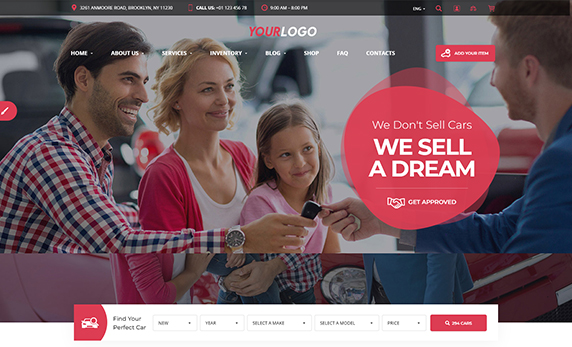 3261 ANMOORE ROAD, BROOKLYN, NY 11230 CALL US: +01 123 456 78 9:00 AM – 8:00 PM ENG
YOURLOGO
HOME ABOUT US SERVICES INVENTORY BLOG SHOP FAQ CONTACTS ADD YOUR ITEM
We Don't Sell Cars
WE SELL
A DREAM
GET APPROVED
Find Your
Perfect Car
NEW YEAR SELECT A MAKE SELECT A MODEL PRICE 294 CARS